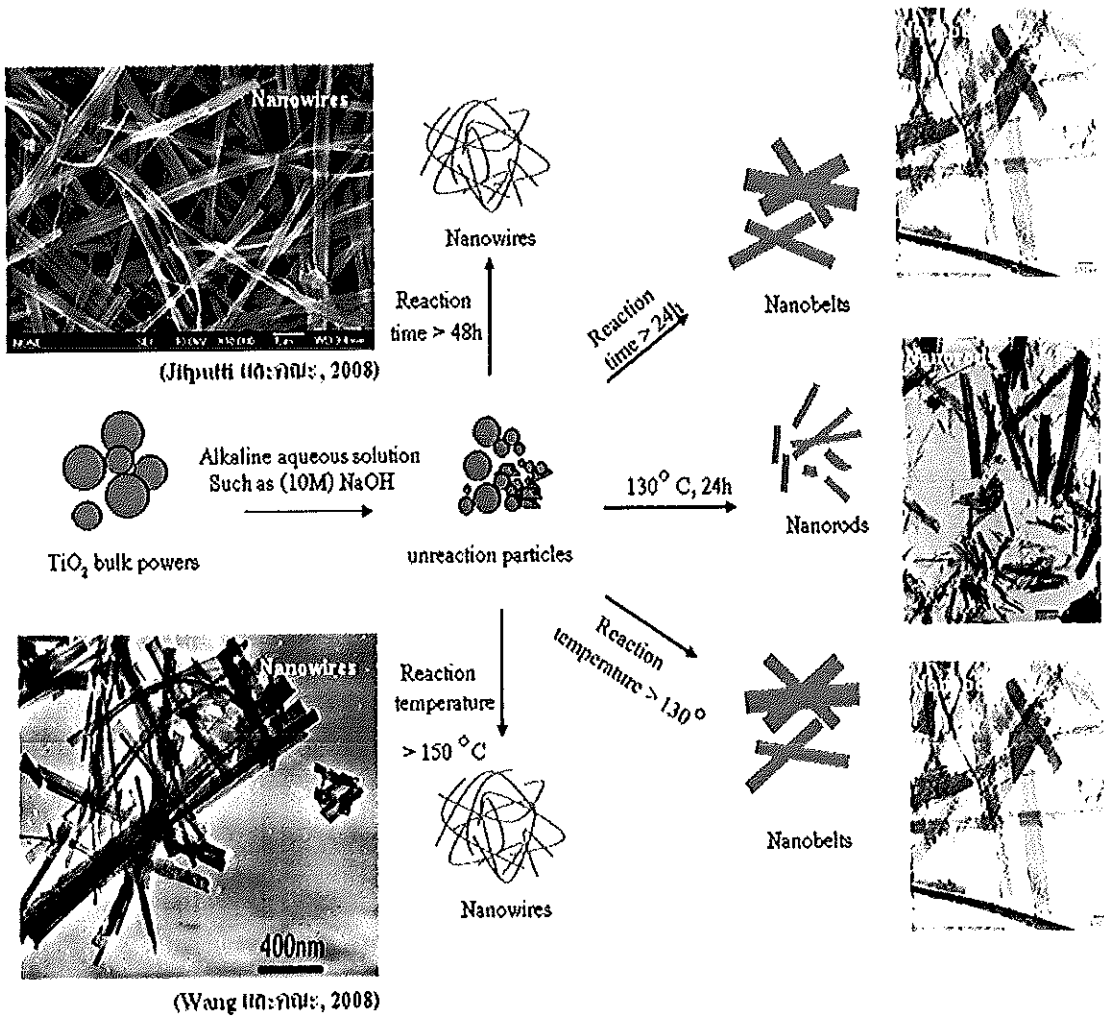 Nanowires
Nanowires
Reaction
time > 48h
Reaction
time > 24h
Nanobelts
(Jitputti และคณะ, 2008)
Alkaline aqueous solution
Such as (10M) NaOH
130° C, 24h
Nanorods
TiO₂ bulk powers
unreaction particles
Nanowires
Reaction
temperature
> 150 °C
Reaction
temperature > 130°
Nanobelts
Nanowires
400nm
(Wang และคณะ, 2008)